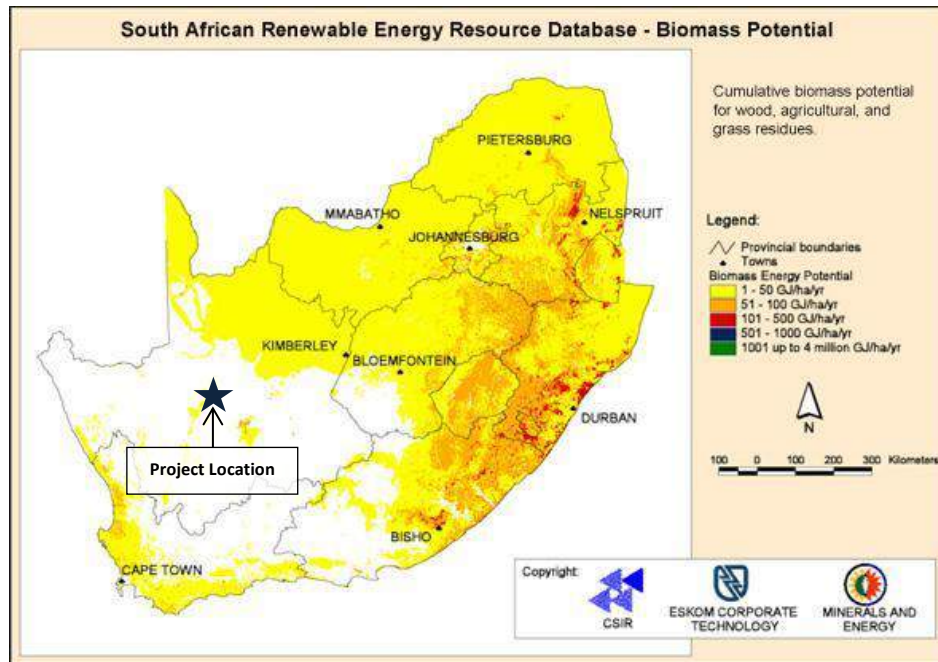 South African Renewable Energy Resource Database - Biomass Potential
Cumulative biomass potential
for wood, agricultural, and
grass residues.
PIETERSBURG
MMABATHO
NELSPRUIT
JOHANNESBURG
KIMBERLEY
BLOEMFONTEIN
DURBAN
Project Location
BISHO
CAPE TOWN
Legend:
Provincial boundaries
Towns
Biomass Energy Potential
1 - 50 GJ/ha/yr
51 - 100 GJ/ha/yr
101 - 500 GJ/ha/yr
501 - 1000 GJ/ha/yr
1001 up to 4 million GJ/ha/yr
N
100 0 100 200 300 Kilometers
Copyright:
CSIR
ESKOM CORPORATE
TECHNOLOGY
MINERALS AND
ENERGY